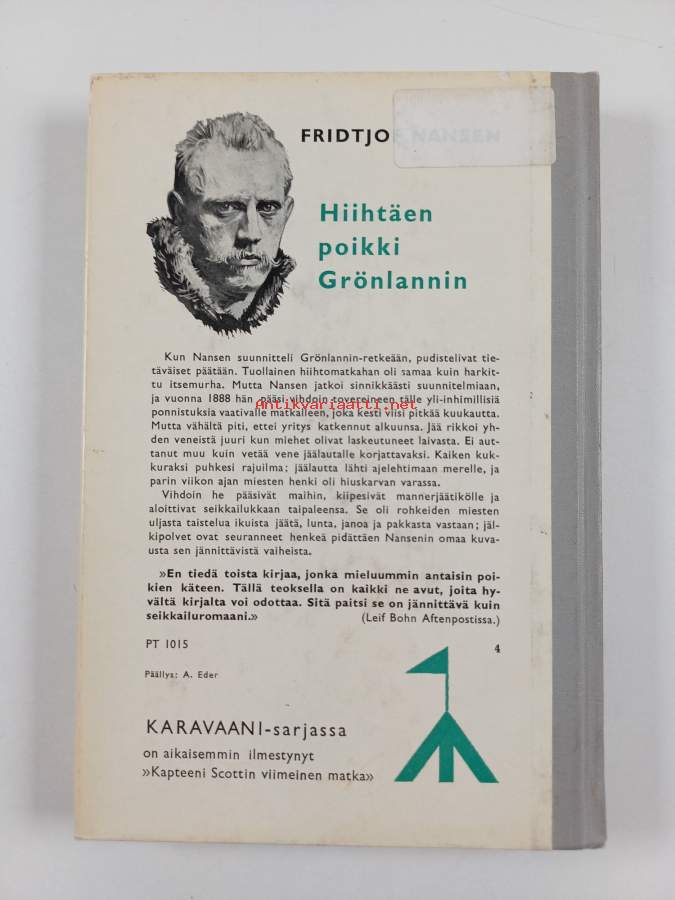 FRIDTJOF NANSEN
Hiihtäen
poikki
Grönlannin
Kun Nansen suunnitteli Grönlannin-retkeään, pudistelivat tie-
täväiset päätään. Tuollainen hiihtomatkahan oli samaa kuin harkit-
tu itsemurha. Mutta Nansen jatkoi sinnikkäästi suunnitelmiaan,
ja vuonna 1888 hän pääsi vihdoin tovereineen tälle yli-inhimillisiä
Antikvariaatti.net
ponnistuksia vaativalle matkalleen, joka kesti viisi pitkää kuukautta.
Mutta vähältä piti, ettei yritys katkennut alkuunsa. Jää rikkoi yh-
den veneistä juuri kun miehet olivat laskeutuneet laivasta. Ei aut-
tanut muu kuin vetää vene jäälautalle korjattavaksi. Kaiken kuk-
kuraksi puhkesi rajuilma; jäälautta lähti ajelehtimaan merelle, ja
parin viikon ajan miesten henki oli hiuskarvan varassa.
Vihdoin he pääsivät maihin, kiipesivät mannerjäätikölle ja
aloittivat seikkailukkaan taipaleensa. Se oli rohkeiden miesten
uljasta taistelua ikuista jäätä, lunta, janoa ja pakkasta vastaan; jäl-
kipolvet ovat seuranneet henkeä pidättäen Nansenin omaa kuva-
usta sen jännittävistä vaiheista.
»En tiedä toista kirjaa, jonka mieluummin antaisin poi-
kien käteen. Tällä teoksella on kaikki ne avut, joita hy-
vältä kirjalta voi odottaa. Sitä paitsi se on jännittävä kuin
seikkailuromaani.» (Leif Bohn Aftenpostissa.)
PT 1015 4
Päällys: A. Eder
KARAVAANI-sarjassa
on aikaisemmin ilmestynyt
»Kapteeni Scottin viimeinen matka»